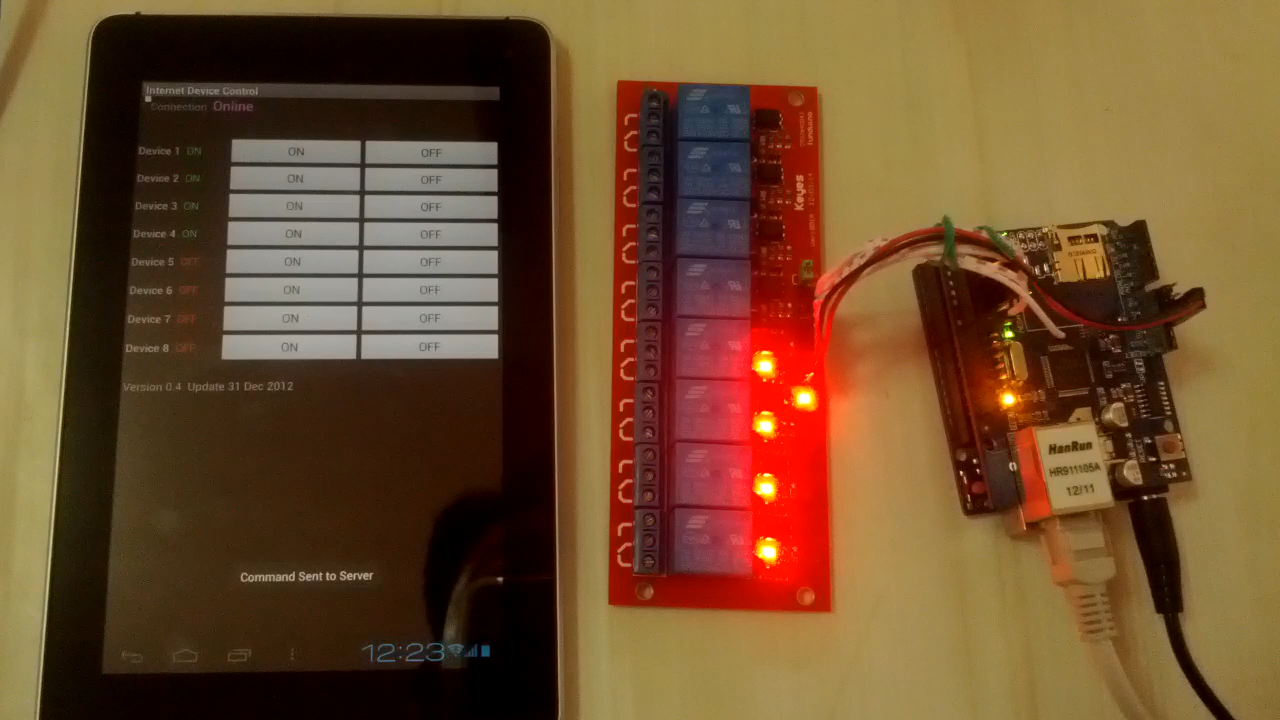 Internet Device Control
Connection Online
Device 1 ON ON OFF
Device 2 ON ON OFF
Device 3 ON ON OFF
Device 4 ON ON OFF
Device 5 OFF ON OFF
Device 6 OFF ON OFF
Device 7 OFF ON OFF
Device 8 OFF ON OFF
Version 0.4 Update 31 Dec 2012
Command Sent to Server
12:23
Keyes
HanRun
HR911105A
12/11